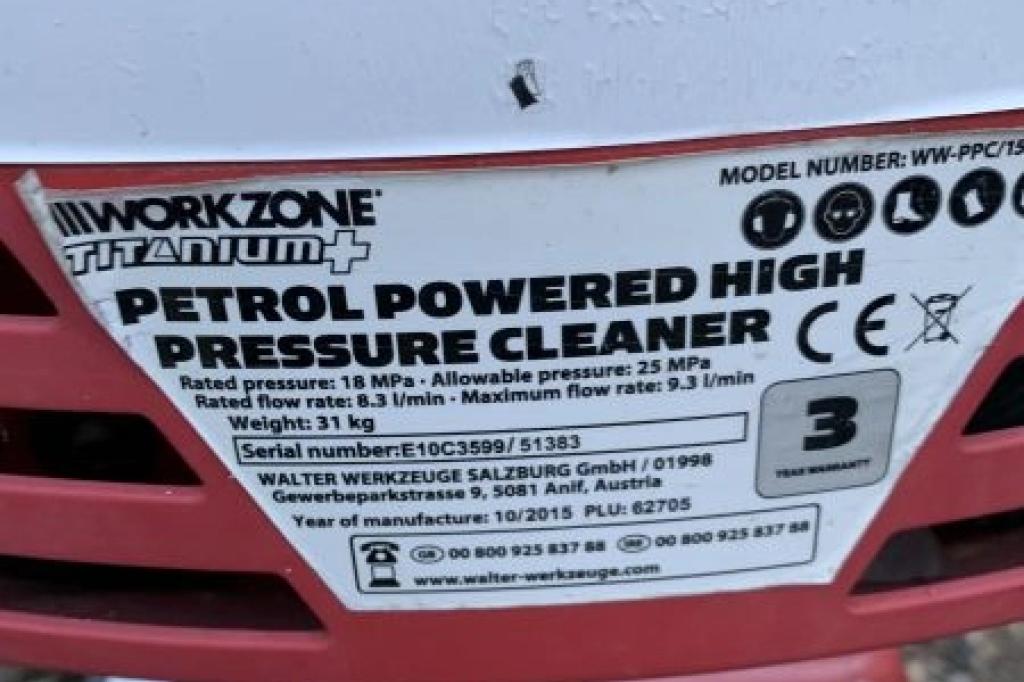 MODEL NUMBER: WW-PPC/15
WORKZONE
TITANIUM+
PETROL POWERED HIGH
PRESSURE CLEANER
CE
Rated pressure: 18 MPa · Allowable pressure: 25 MPa
Rated flow rate: 8.3 l/min · Maximum flow rate: 9.3 l/min
Weight: 31 kg
Serial number:E10C3599/51383
3
YEAR WARRANTY
WALTER WERKZEUGE SALZBURG GmbH / 01998
Gewerbeparkstrasse 9, 5081 Anif, Austria
Year of manufacture: 10/2015 PLU: 62705
GB 00 800 925 837 88 IRE 00 800 925 837 88
www.walter-werkzeuge.com